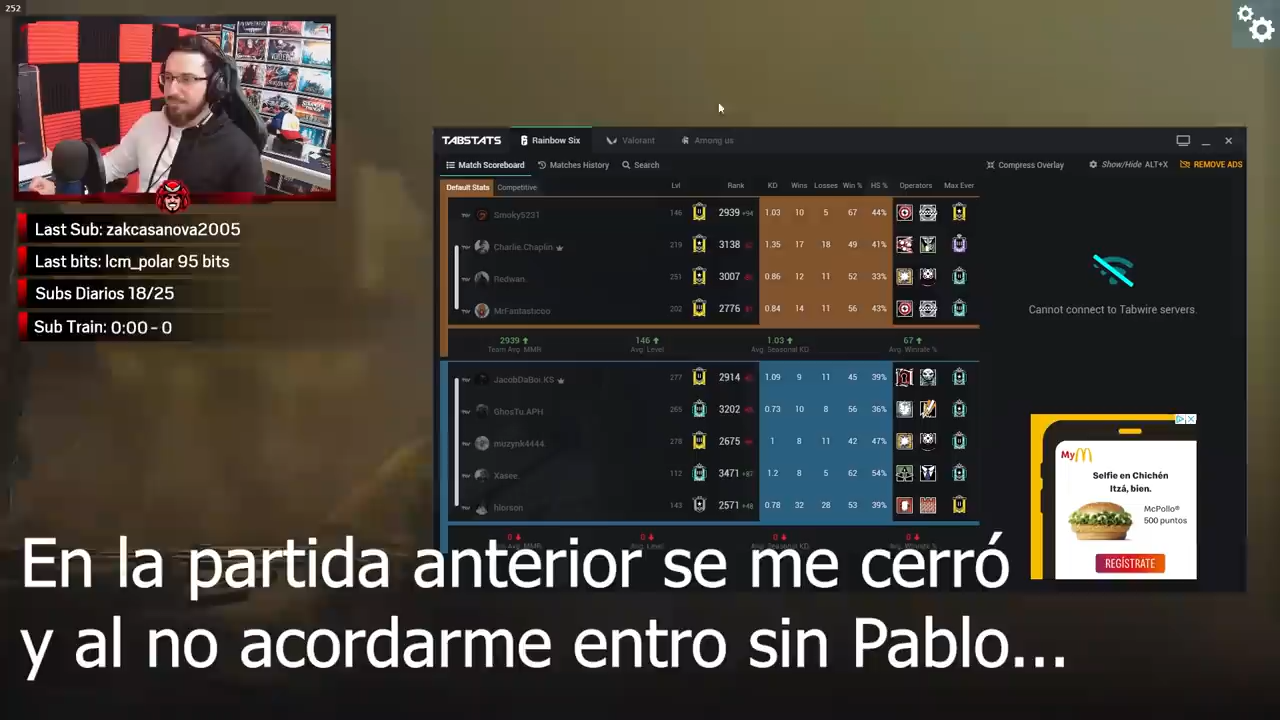 252
Last Sub: zakcasanova2005
Last bits: lcm_polar 95 bits
Subs Diarios 18/25
Sub Train: 0:00 - 0
TABSTATS Rainbow Six Valorant Among us
Match Scoreboard Matches History Search Compress Overlay Show/Hide ALT+X REMOVE ADS
Default Stats Competitive Lvl Rank KD Wins Losses Win % HS % Operators Max Ever
Smoky5231 146 2939 +94 1.03 10 5 67 44%
Charlie.Chaplin 219 3138 1.35 17 18 49 41%
Redwan. 251 3007 0.86 12 11 52 33%
MrFantasticoo 202 2776 0.84 14 11 56 43%
2939 146 1.03 67
Team Avg. MMR Avg. Level Avg. Seasonal KD Avg. Winrate %
JacobDaBoi.KS 277 2914 1.09 9 11 45 39%
GhosTu.APH 265 3202 0.73 10 8 56 36%
muzynk4444. 278 2675 1 8 11 42 47%
Xasee. 112 3471 +87 1.2 8 5 62 54%
hlorson 143 2571 +48 0.78 32 28 53 39%
0 0 0 0
Cannot connect to Tabwire servers.
My
Selfie en Chichén
Itzá, bien.
McPollo®
500 puntos
REGÍSTRATE
En la partida anterior se me cerró
y al no acordarme entro sin Pablo...